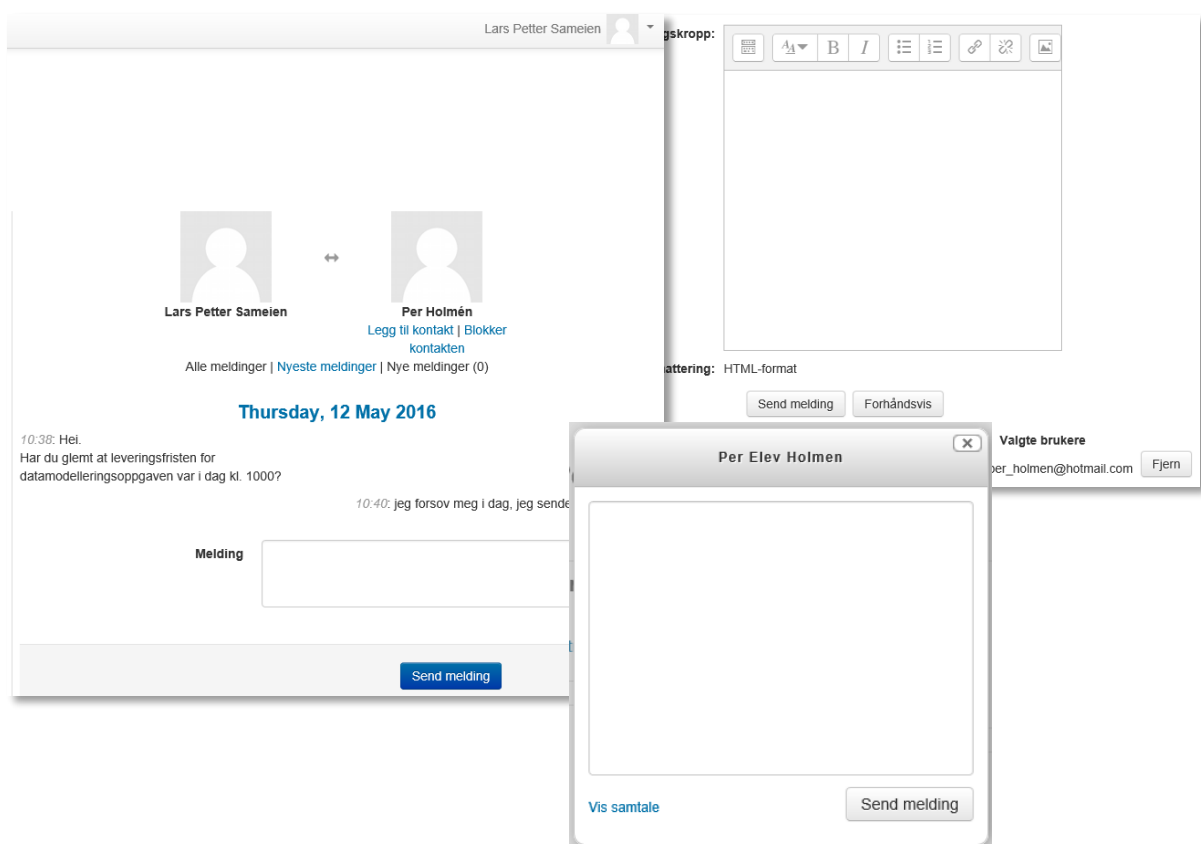 Lars Petter Sameien
Lars Petter Sameien
Per Holmén
Legg til kontakt | Blokker
kontakten
Alle meldinger | Nyeste meldinger | Nye meldinger (0)
Thursday, 12 May 2016
10:38: Hei.
Har du glemt at leveringsfristen for
datamodelleringsoppgaven var i dag kl. 1000?
10:40: jeg forsov meg i dag, jeg sende
Melding
Send melding
gskropp:
B I
attering: HTML-format
Send melding Forhåndsvis
Valgte brukere
per_holmen@hotmail.com Fjern
Per Elev Holmen
Vis samtale
Send melding